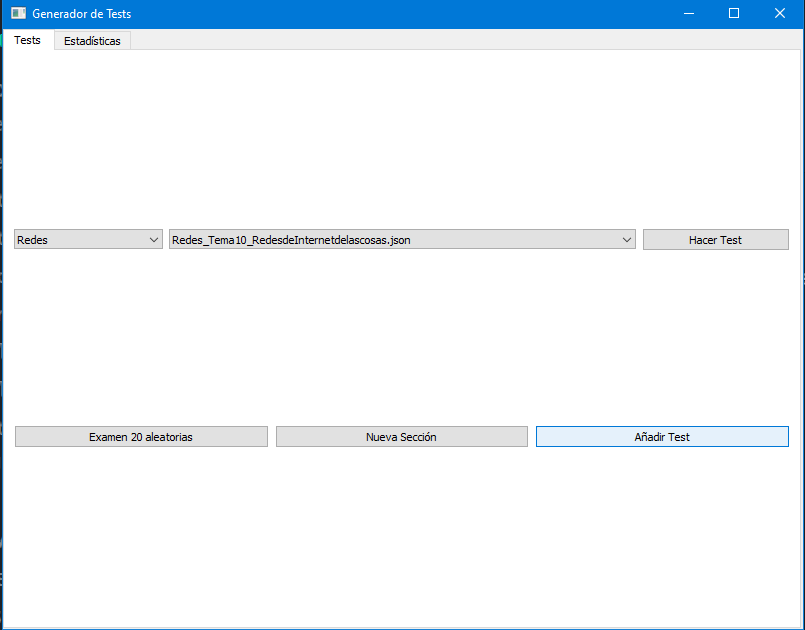 Generador de Tests
Tests Estadísticas
Redes Redes_Tema10_RedesdeInternetdelascosas.json Hacer Test
Examen 20 aleatorias Nueva Sección Añadir Test